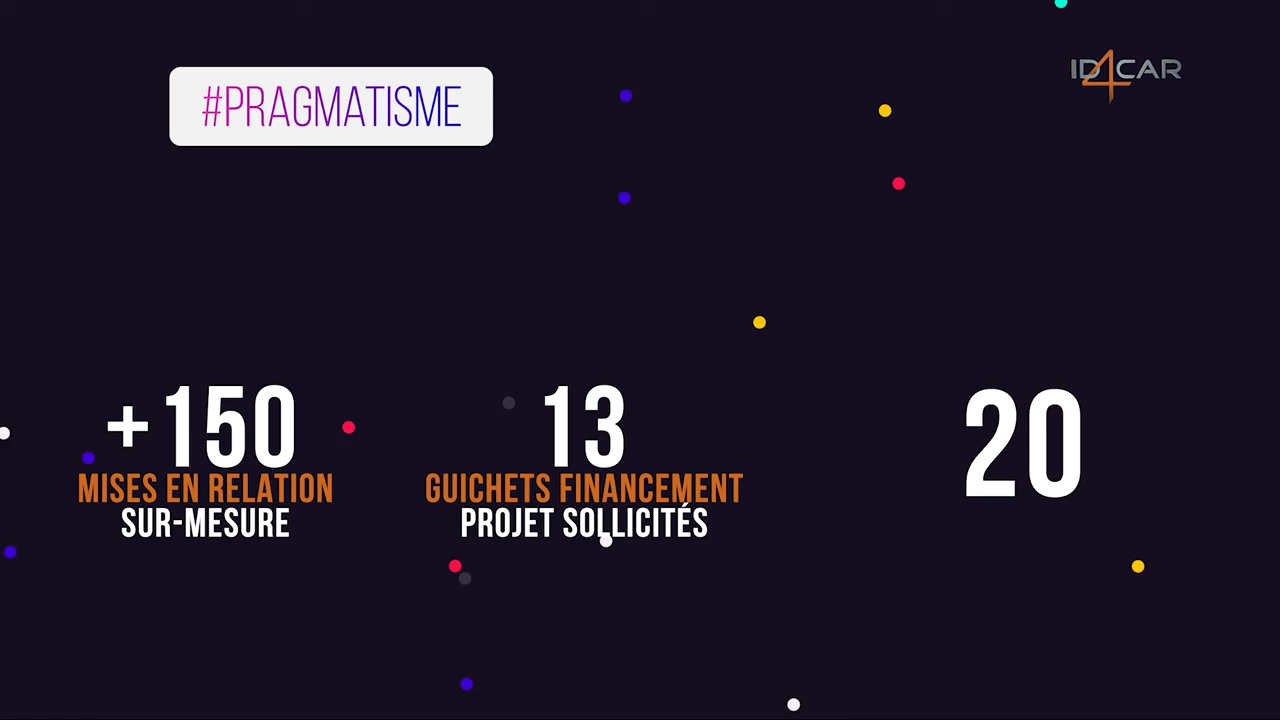 #PRAGMATISME
ID4CAR
+150
MISES EN RELATION
SUR-MESURE
13
GUICHETS FINANCEMENT
PROJET SOLLICITÉS
20